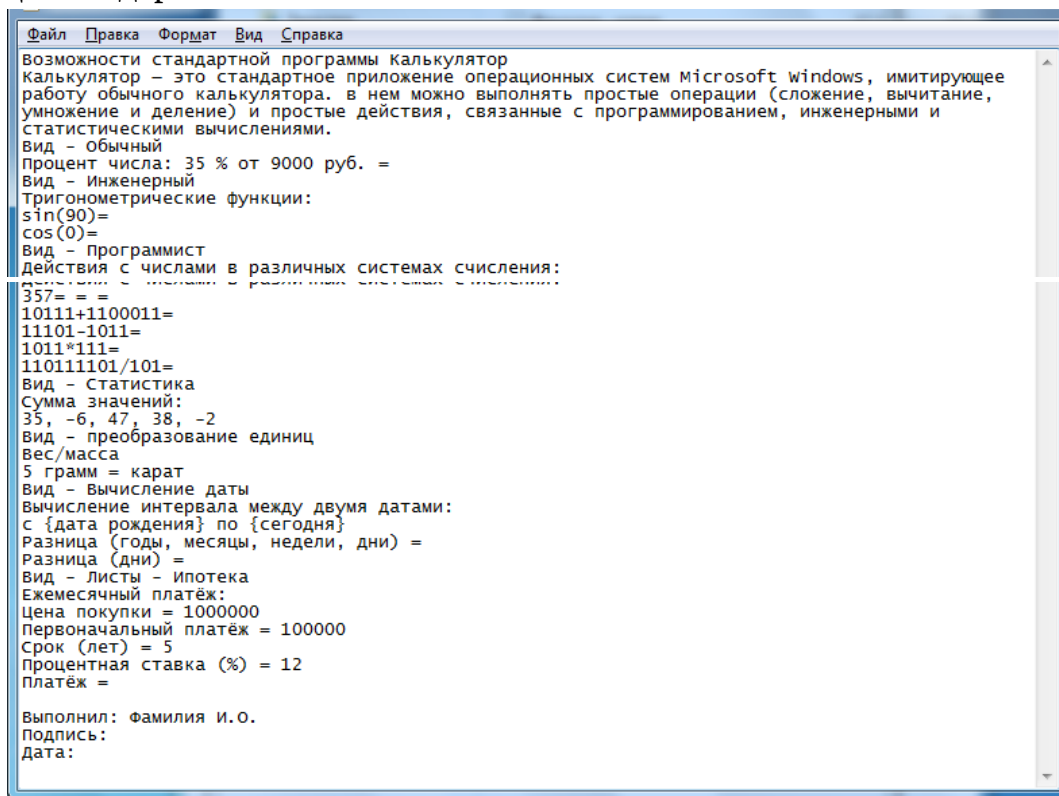 Файл Правка Формат Вид Справка
Возможности стандартной программы Калькулятор
Калькулятор – это стандартное приложение операционных систем Microsoft Windows, имитирующее
работу обычного калькулятора. в нем можно выполнять простые операции (сложение, вычитание,
умножение и деление) и простые действия, связанные с программированием, инженерными и
статистическими вычислениями.
Вид – Обычный
Процент числа: 35 % от 9000 руб. =
Вид – Инженерный
Тригонометрические функции:
sin(90)=
cos(0)=
Вид – Программист
Действия с числами в различных системах счисления:
357= = =
10111+1100011=
11101-1011=
1011*111=
110111101/101=
Вид – Статистика
Сумма значений:
35, -6, 47, 38, -2
Вид – преобразование единиц
Вес/масса
5 грамм = карат
Вид – Вычисление даты
Вычисление интервала между двумя датами:
с {дата рождения} по {сегодня}
Разница (годы, месяцы, недели, дни) =
Разница (дни) =
Вид – Листы – Ипотека
Ежемесячный платёж:
Цена покупки = 1000000
Первоначальный платёж = 100000
Срок (лет) = 5
Процентная ставка (%) = 12
Платёж =
Выполнил: Фамилия И.О.
Подпись:
Дата: